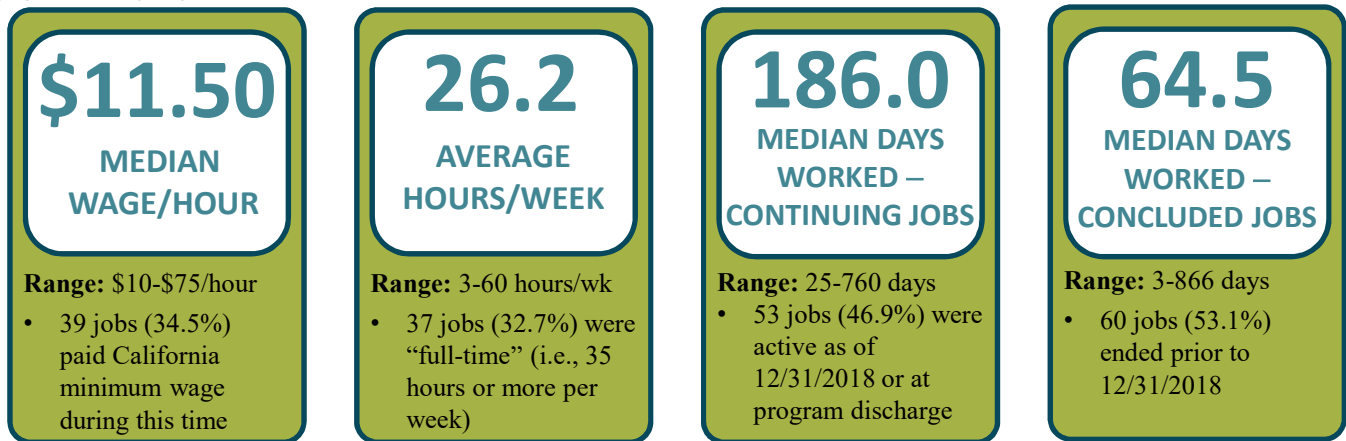 $11.50
MEDIAN
WAGE/HOUR
Range: $10-$75/hour
• 39 jobs (34.5%)
paid California
minimum wage
during this time
26.2
AVERAGE
HOURS/WEEK
Range: 3-60 hours/wk
• 37 jobs (32.7%) were
“full-time” (i.e., 35
hours or more per
week)
186.0
MEDIAN DAYS
WORKED –
CONTINUING JOBS
Range: 25-760 days
• 53 jobs (46.9%) were
active as of
12/31/2018 or at
program discharge
64.5
MEDIAN DAYS
WORKED –
CONCLUDED JOBS
Range: 3-866 days
• 60 jobs (53.1%)
ended prior to
12/31/2018